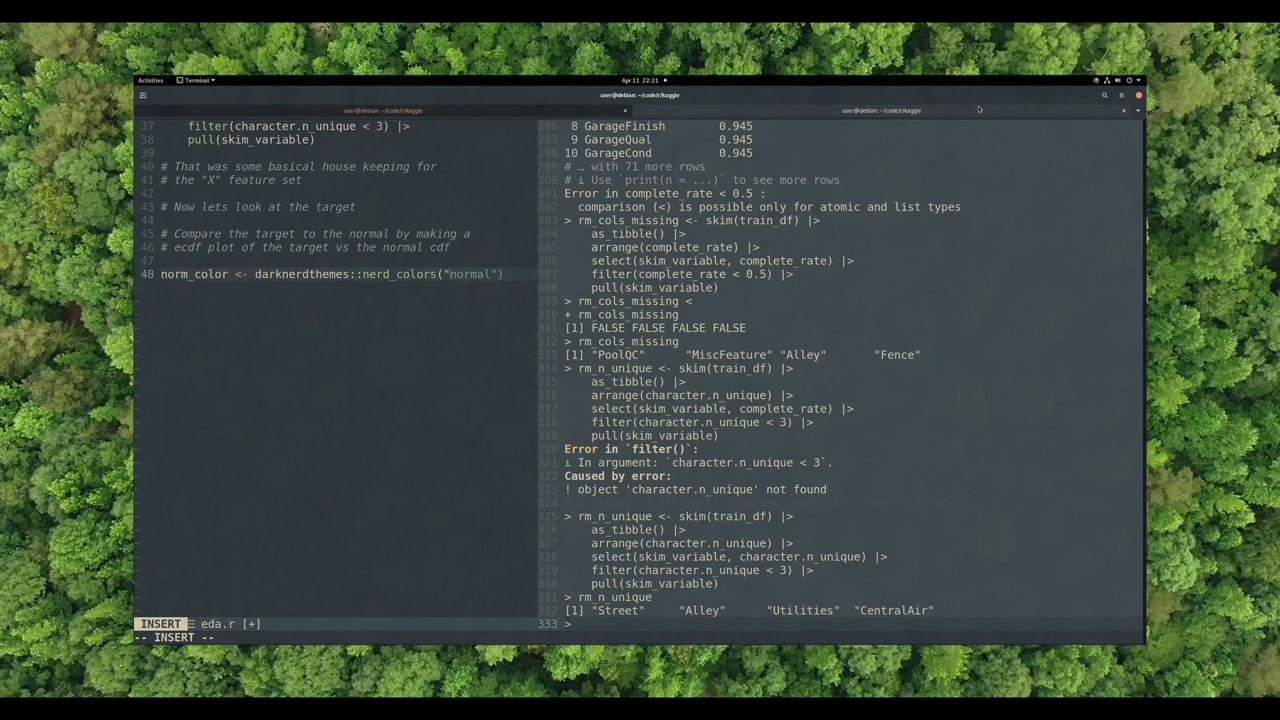 Activities
Terminal
Apr 11 22:21
user@debian: ~/code/r/kaggle
user@debian: ~/code/r/kaggle
user@debian: ~/code/r/kaggle
37 filter(character.n_unique < 3) |>
38 pull(skim_variable)
39
40 # That was some basical house keeping for
41 # the "X" feature set
42
43 # Now lets look at the target
44
45 # Compare the target to the normal by making a
46 # ecdf plot of the target vs the normal cdf
47
48 norm_color <- darknerdthemes::nerd_colors("normal")
INSERT eda.r [+]
-- INSERT --
296 8 GarageFinish 0.945
297 9 GarageQual 0.945
298 10 GarageCond 0.945
299 # … with 71 more rows
300 # ℹ Use `print(n = ...)` to see more rows
301 Error in complete_rate < 0.5 :
302 comparison (<) is possible only for atomic and list types
303 > rm_cols_missing <- skim(train_df) |>
304 as_tibble() |>
305 arrange(complete_rate) |>
306 select(skim_variable, complete_rate) |>
307 filter(complete_rate < 0.5) |>
308 pull(skim_variable)
309 > rm_cols_missing <
310 + rm_cols_missing
311 [1] FALSE FALSE FALSE FALSE
312 > rm_cols_missing
313 [1] "PoolQC" "MiscFeature" "Alley" "Fence"
314 > rm_n_unique <- skim(train_df) |>
315 as_tibble() |>
316 arrange(character.n_unique) |>
317 select(skim_variable, complete_rate) |>
318 filter(character.n_unique < 3) |>
319 pull(skim_variable)
320 Error in `filter()`:
321 ℹ In argument: `character.n_unique < 3`.
322 Caused by error:
323 ! object 'character.n_unique' not found
324 the error occurred.
325 > rm_n_unique <- skim(train_df) |>
326 as_tibble() |>
327 arrange(character.n_unique) |>
328 select(skim_variable, character.n_unique) |>
329 filter(character.n_unique < 3) |>
330 pull(skim_variable)
331 > rm_n_unique
332 [1] "Street" "Alley" "Utilities" "CentralAir"
333 >